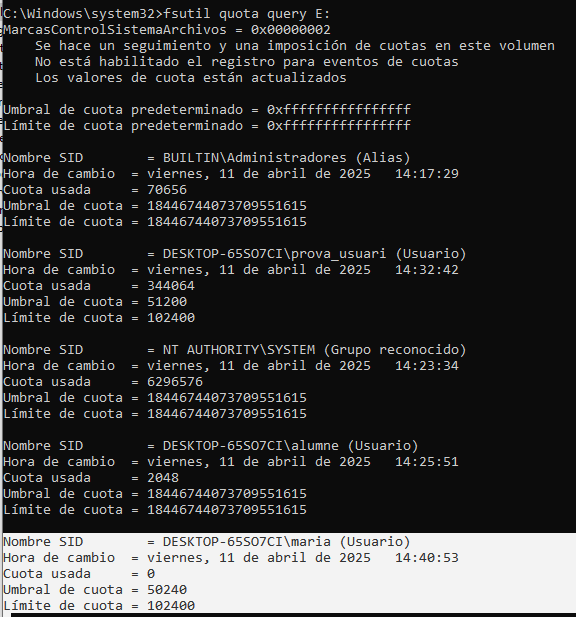 C:\Windows\system32>fsutil quota query E:
MarcasControlSistemaArchivos = 0x00000002
    Se hace un seguimiento y una imposición de cuotas en este volumen
    No está habilitado el registro para eventos de cuotas
    Los valores de cuota están actualizados

Umbral de cuota predeterminado = 0xffffffffffffffff
Límite de cuota predeterminado = 0xffffffffffffffff

Nombre SID        = BUILTIN\Administradores (Alias)
Hora de cambio  = viernes, 11 de abril de 2025   14:17:29
Cuota usada     = 70656
Umbral de cuota = 18446744073709551615
Límite de cuota = 18446744073709551615

Nombre SID        = DESKTOP-65SO7CI\prova_usuari (Usuario)
Hora de cambio  = viernes, 11 de abril de 2025   14:32:42
Cuota usada     = 344064
Umbral de cuota = 51200
Límite de cuota = 102400

Nombre SID        = NT AUTHORITY\SYSTEM (Grupo reconocido)
Hora de cambio  = viernes, 11 de abril de 2025   14:23:34
Cuota usada     = 6296576
Umbral de cuota = 18446744073709551615
Límite de cuota = 18446744073709551615

Nombre SID        = DESKTOP-65SO7CI\alumne (Usuario)
Hora de cambio  = viernes, 11 de abril de 2025   14:25:51
Cuota usada     = 2048
Umbral de cuota = 18446744073709551615
Límite de cuota = 18446744073709551615

Nombre SID        = DESKTOP-65SO7CI\maria (Usuario)
Hora de cambio  = viernes, 11 de abril de 2025   14:40:53
Cuota usada     = 0
Umbral de cuota = 50240
Límite de cuota = 102400